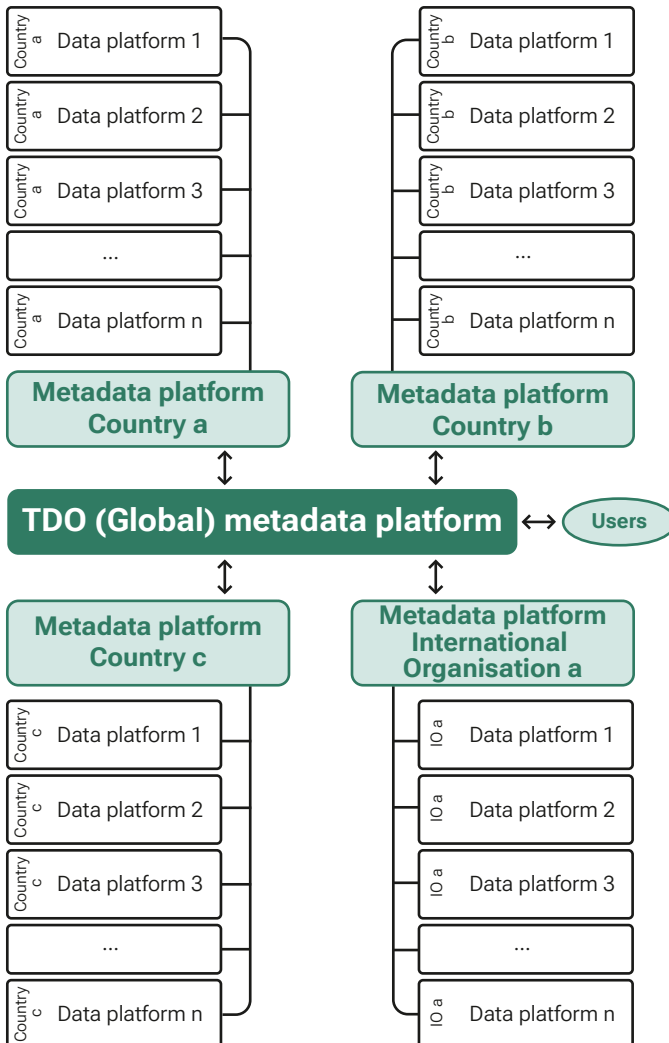 Country a
Data platform 1
Country a
Data platform 2
Country a
Data platform 3
...
Country a
Data platform n
Metadata platform
Country a
Country b
Data platform 1
Country b
Data platform 2
Country b
Data platform 3
...
Country b
Data platform n
Metadata platform
Country b
TDO (Global) metadata platform
Users
Metadata platform
Country c
Country c
Data platform 1
Country c
Data platform 2
Country c
Data platform 3
...
Country c
Data platform n
Metadata platform
International
Organisation a
IO a
Data platform 1
IO a
Data platform 2
IO a
Data platform 3
...
IO a
Data platform n